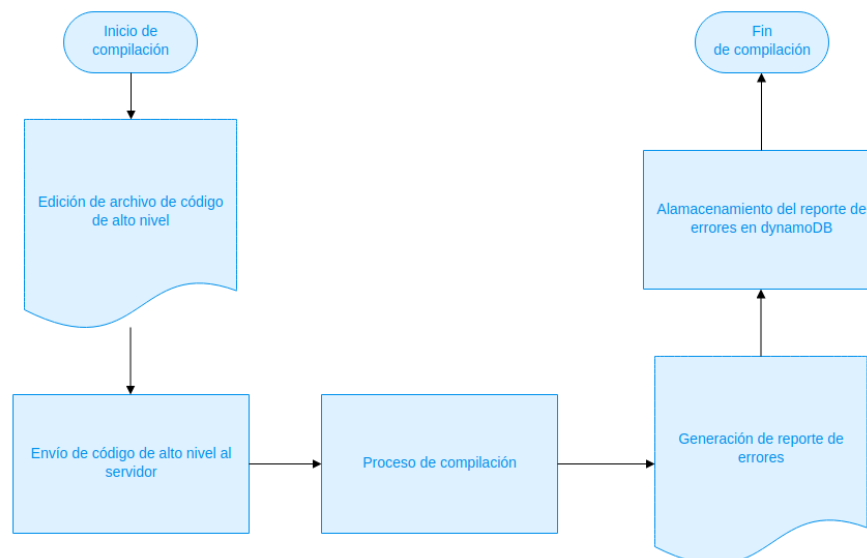 Inicio de
compilación
Edición de archivo de código
de alto nivel
Envío de código de alto nivel al
servidor
Proceso de compilación
Generación de reporte de
errores
Alamacenamiento del reporte de
errores en dynamoDB
Fin
de compilación